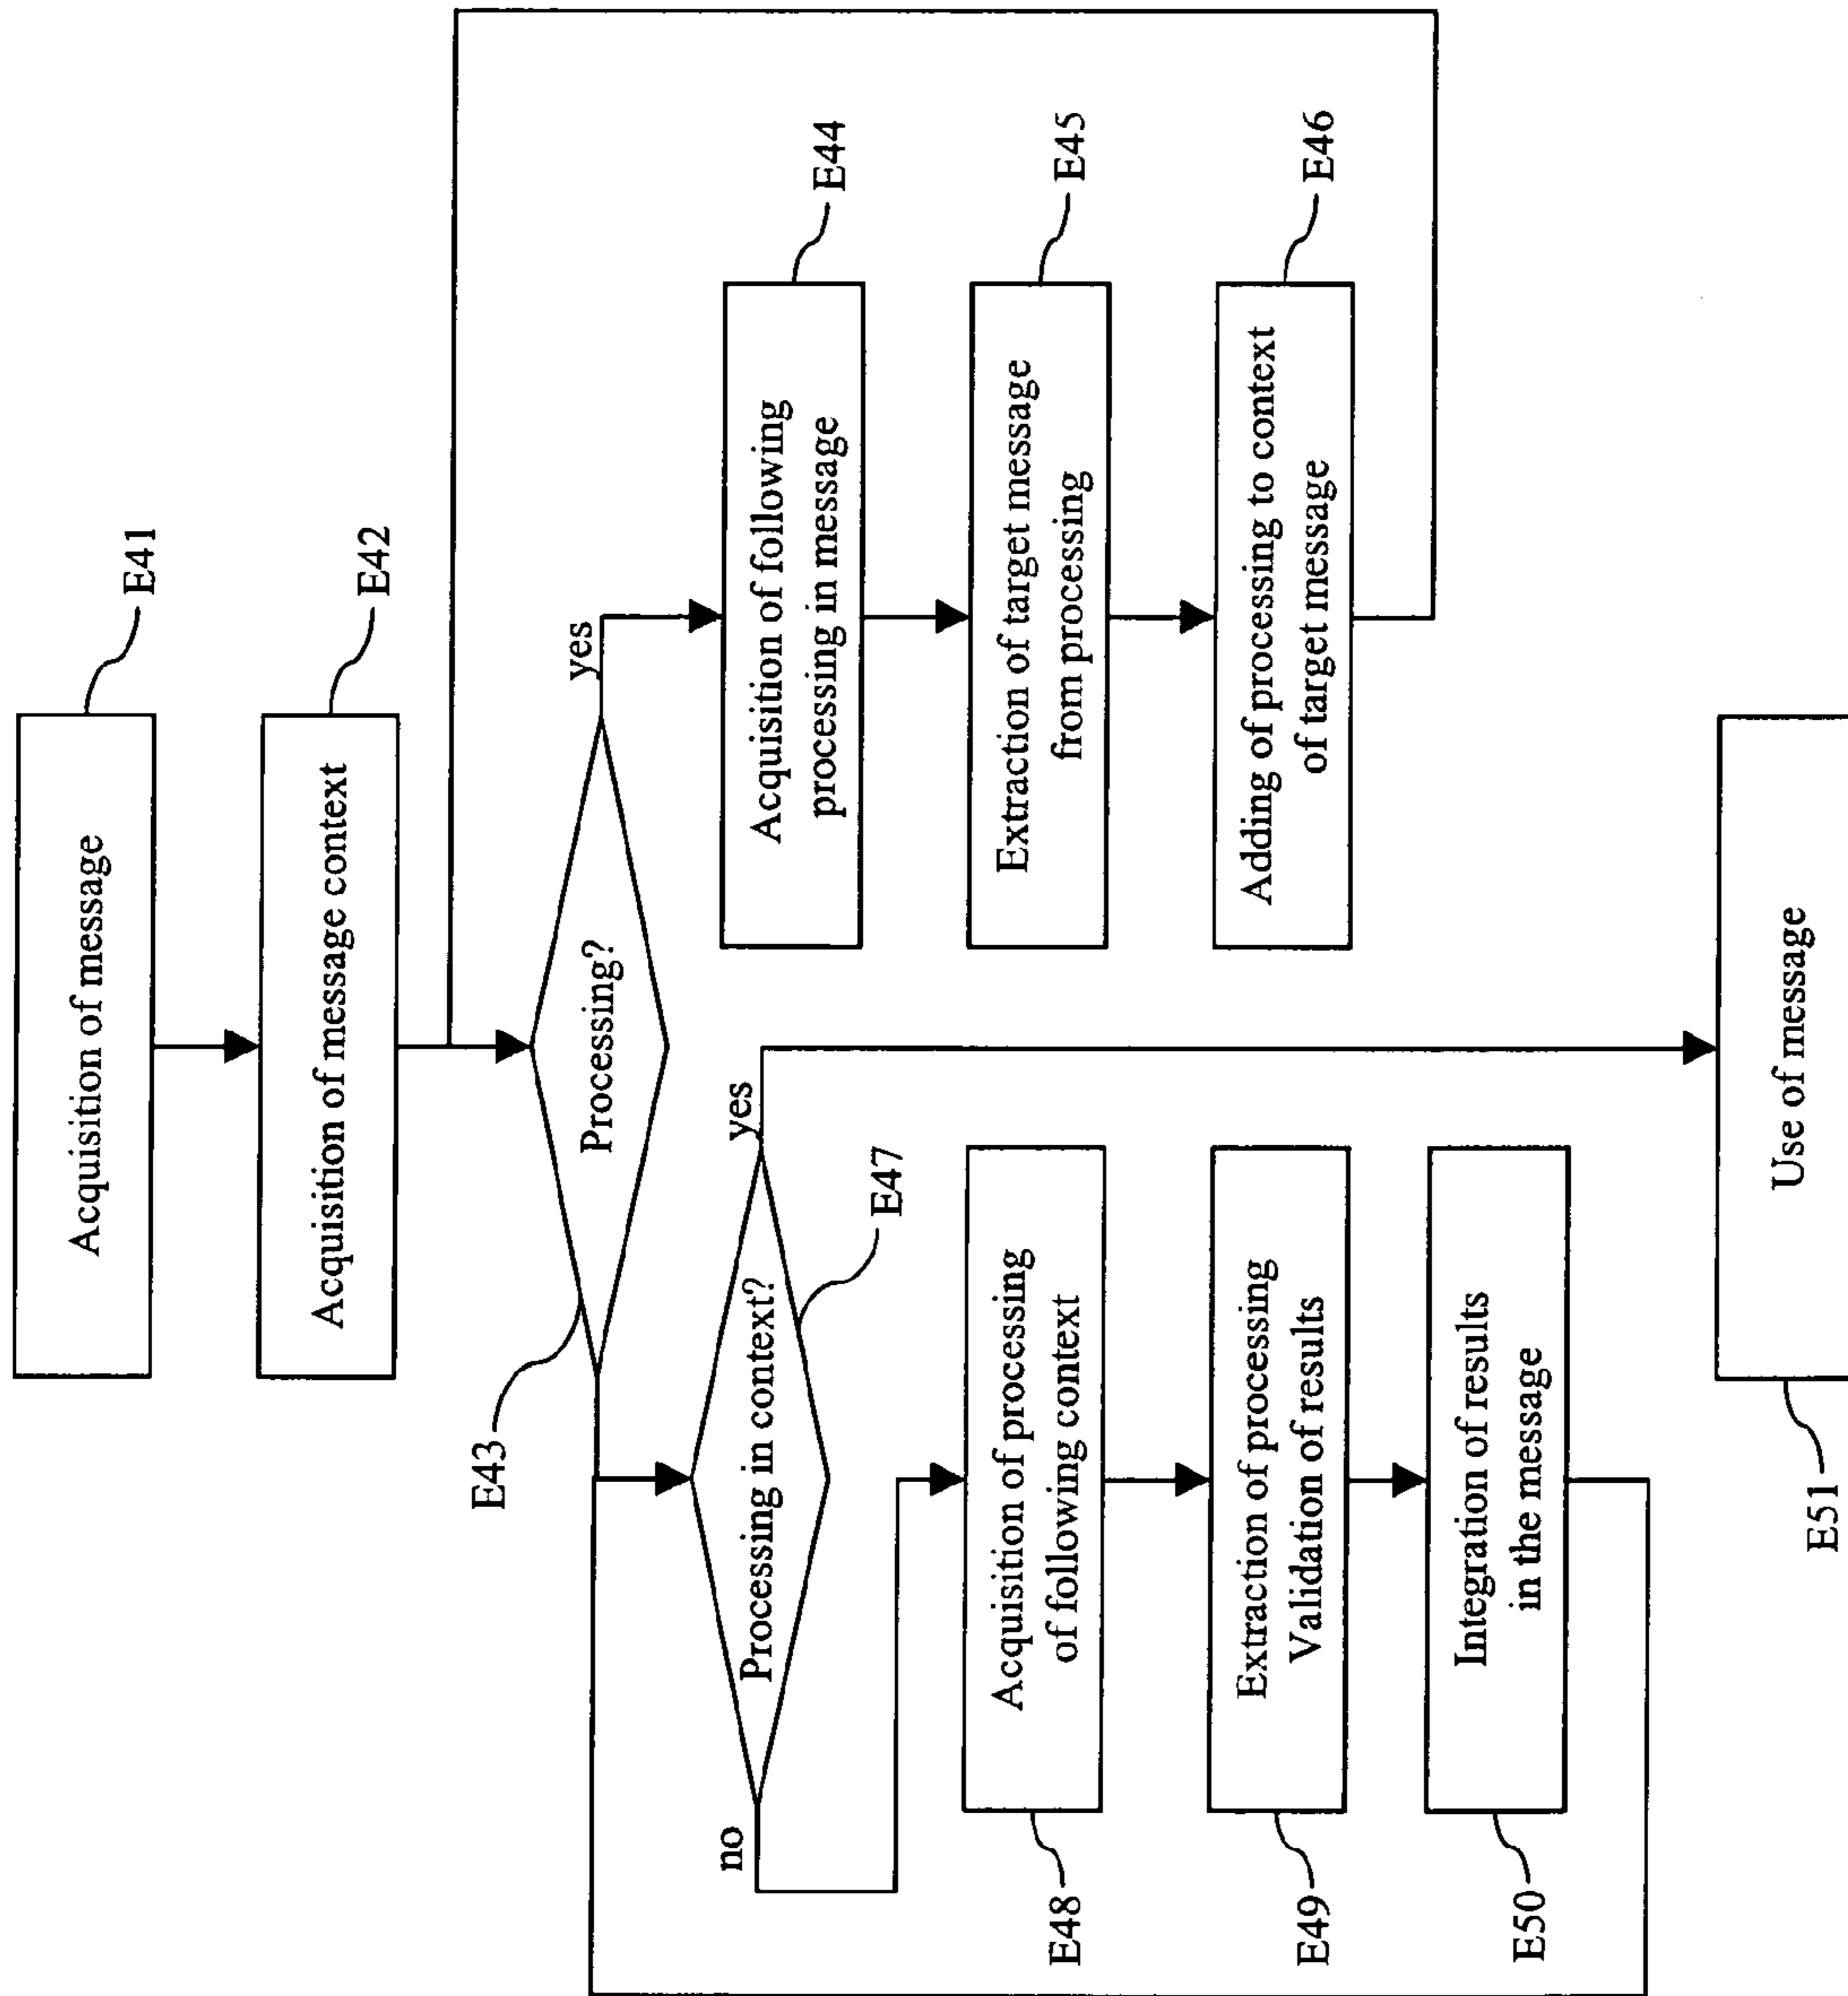 Acquisition of message
E41
Acquisition of message context
E42
Processing?
E43
yes
Acquisition of following
processing in message
E44
Extraction of target message
from processing
E45
Adding of processing to context
of target message
E46
Processing in context?
E47
yes
no
Acquisition of processing
of following context
E48
Extraction of processing
Validation of results
E49
Integration of results
in the message
E50
Use of message
E51